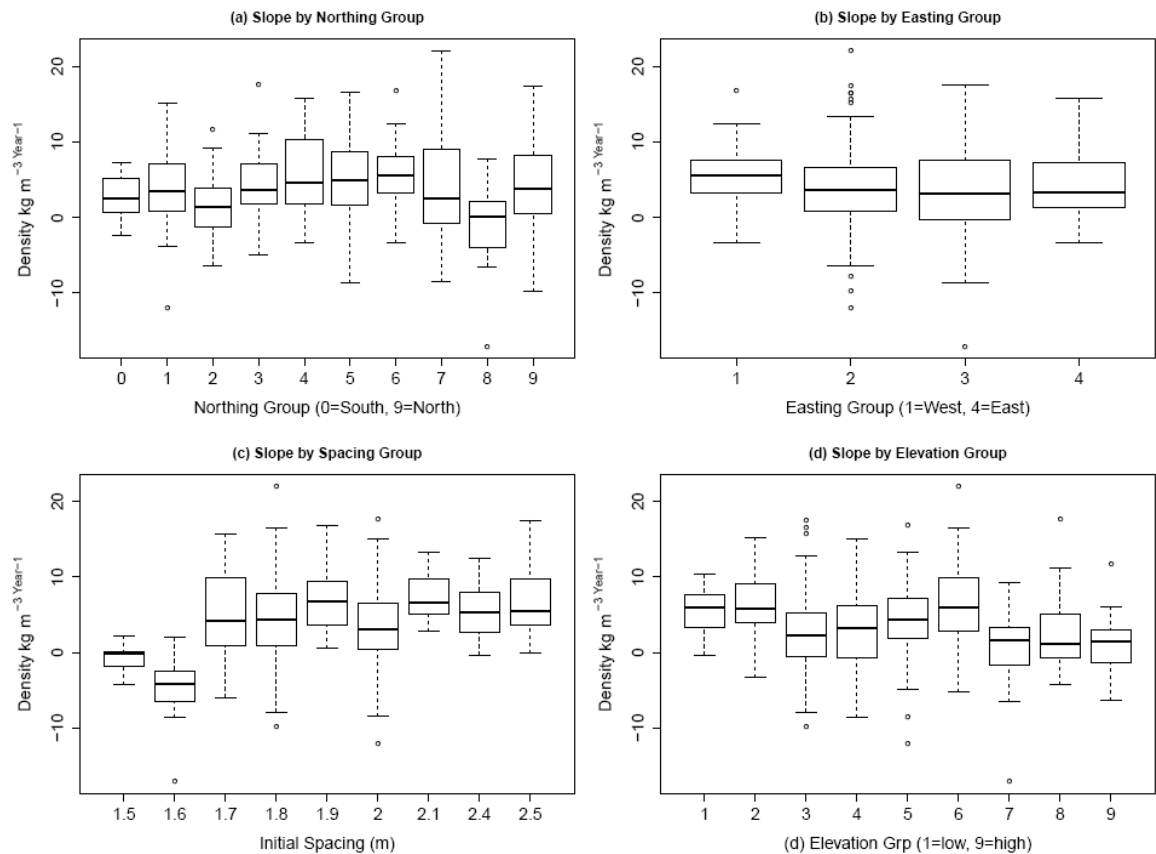 (a) Slope by Northing Group
Density kg m⁻³ Year⁻¹
20
10
0
−10
0 1 2 3 4 5 6 7 8 9
Northing Group (0=South, 9=North)
(b) Slope by Easting Group
Density kg m⁻³ Year⁻¹
20
10
0
−10
1 2 3 4
Easting Group (1=West, 4=East)
(c) Slope by Spacing Group
Density kg m⁻³ Year⁻¹
20
10
0
−10
1.5 1.6 1.7 1.8 1.9 2 2.1 2.4 2.5
Initial Spacing (m)
(d) Slope by Elevation Group
Density kg m⁻³ Year⁻¹
20
10
0
−10
1 2 3 4 5 6 7 8 9
(d) Elevation Grp (1=low, 9=high)